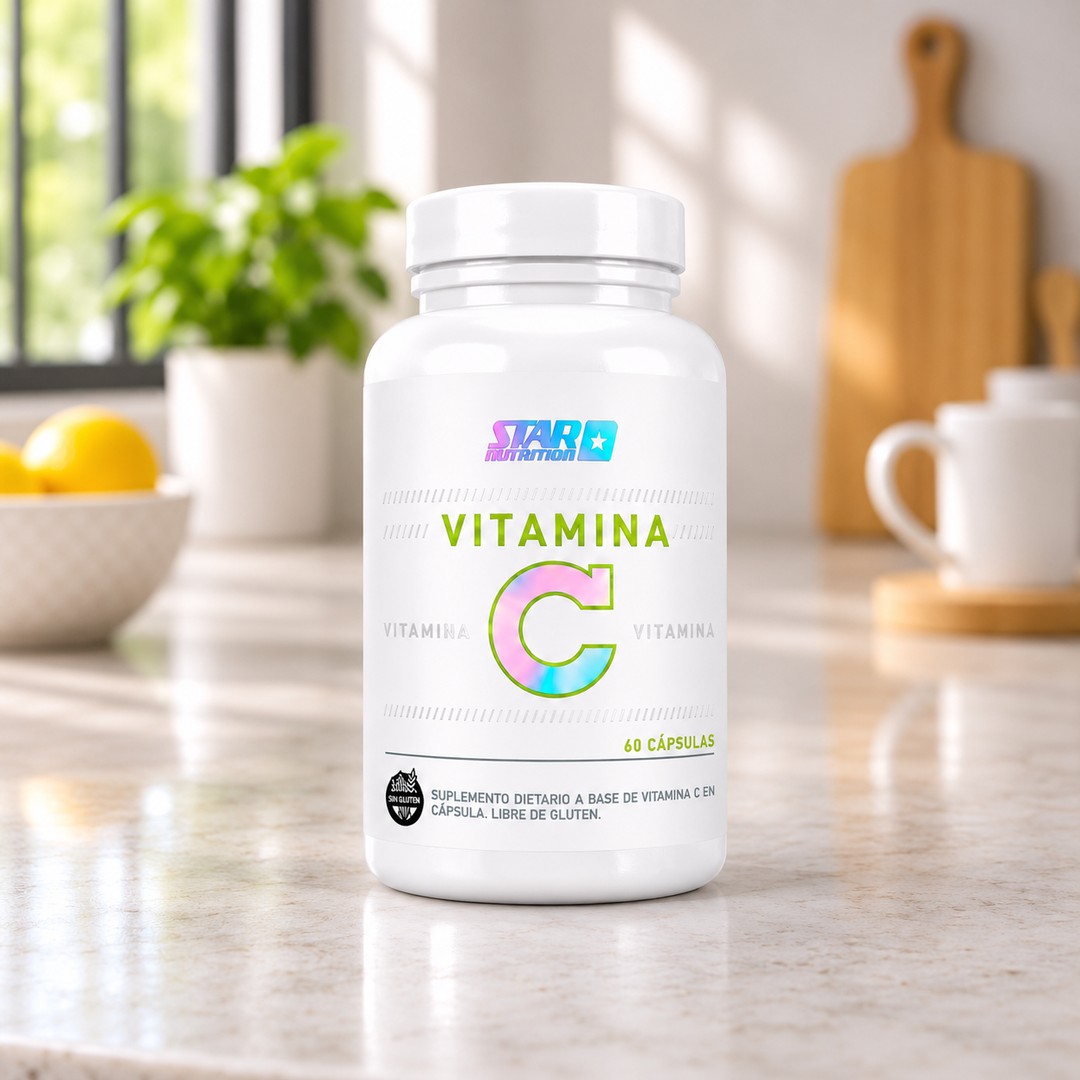 STAR
NUTRITION
VITAMINA
C
VITAMINA
VITAMINA
60 CÁPSULAS
SIN GLUTEN
SUPLEMENTO DIETARIO A BASE DE VITAMINA C EN
CÁPSULA. LIBRE DE GLUTEN.